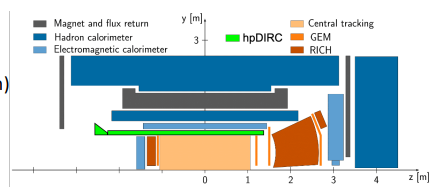 y [m]
Magnet and flux return
Hadron calorimeter
Electromagnetic calorimeter
3
hpDIRC
Central tracking
GEM
RICH
)
0 1 2 3 4 z [m]